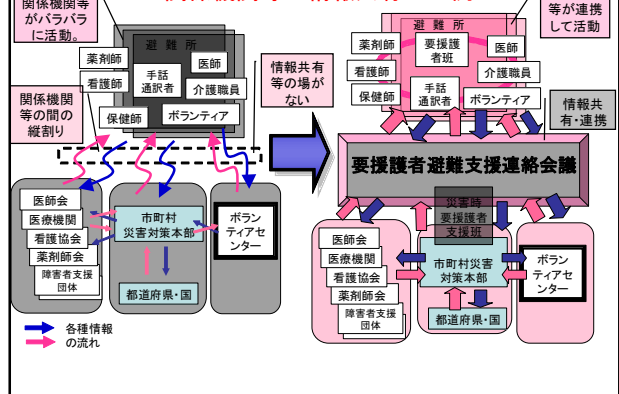 関係機関等
がバラバラ
に活動。
避 難 所
薬剤師
医師
看護師
手話
通訳者
介護職員
保健師
ボランティア
関係機関
等の間の
縦割り
情報共有
等の場が
ない
医師会
医療機関
看護協会
薬剤師会
障害者支援
団体
市町村
災害対策本部
都道府県・国
ボラン
ティアセ
ンター
各種情報
の流れ
等が連携
して活動
避 難 所
薬剤師
要援護
者班
医師
看護師
手話
通訳者
介護職員
保健師
ボランティア
情報共
有・連携
要援護者避難支援連絡会議
災害時
要援護者
支援班
医師会
医療機関
看護協会
薬剤師会
障害者支援
団体
市町村災害
対策本部
都道府県・国
ボラン
ティアセ
ンター